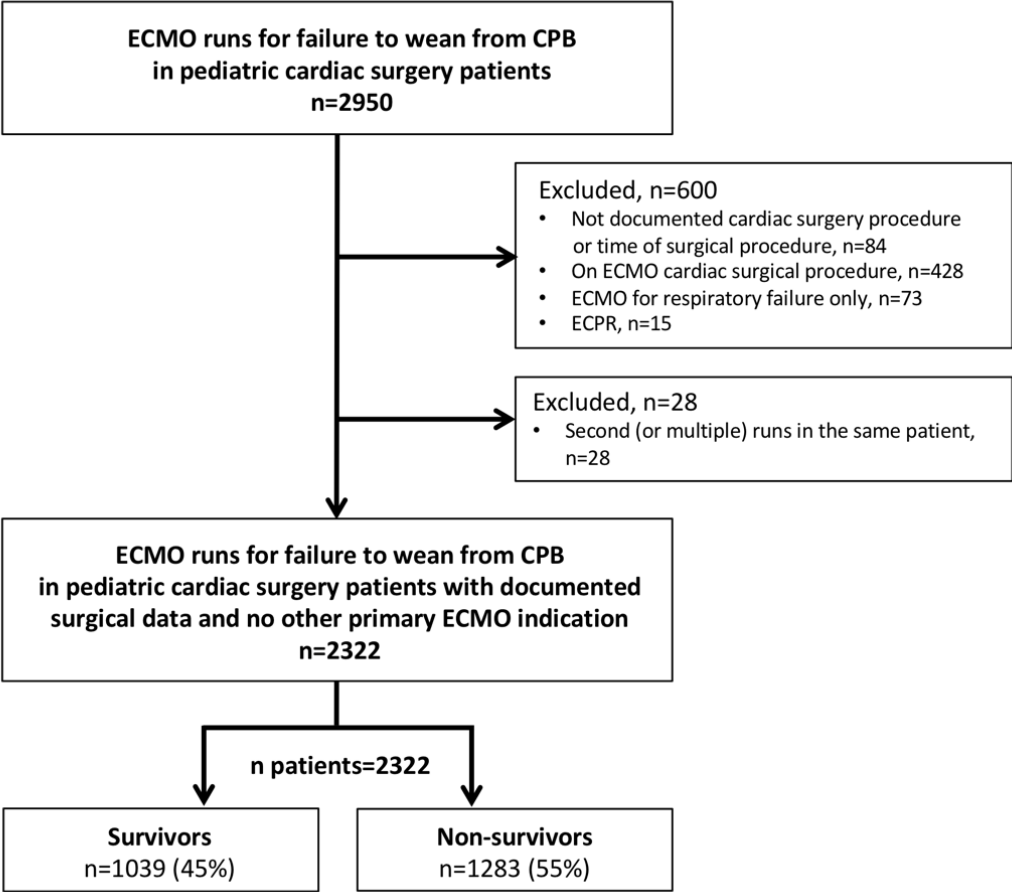 ECMO runs for failure to wean from CPB
in pediatric cardiac surgery patients
n=2950
Excluded, n=600
• Not documented cardiac surgery procedure
or time of surgical procedure, n=84
• On ECMO cardiac surgical procedure, n=428
• ECMO for respiratory failure only, n=73
• ECPR, n=15
Excluded, n=28
• Second (or multiple) runs in the same patient,
n=28
ECMO runs for failure to wean from CPB
in pediatric cardiac surgery patients with documented
surgical data and no other primary ECMO indication
n=2322
n patients=2322
Survivors
n=1039 (45%)
Non-survivors
n=1283 (55%)